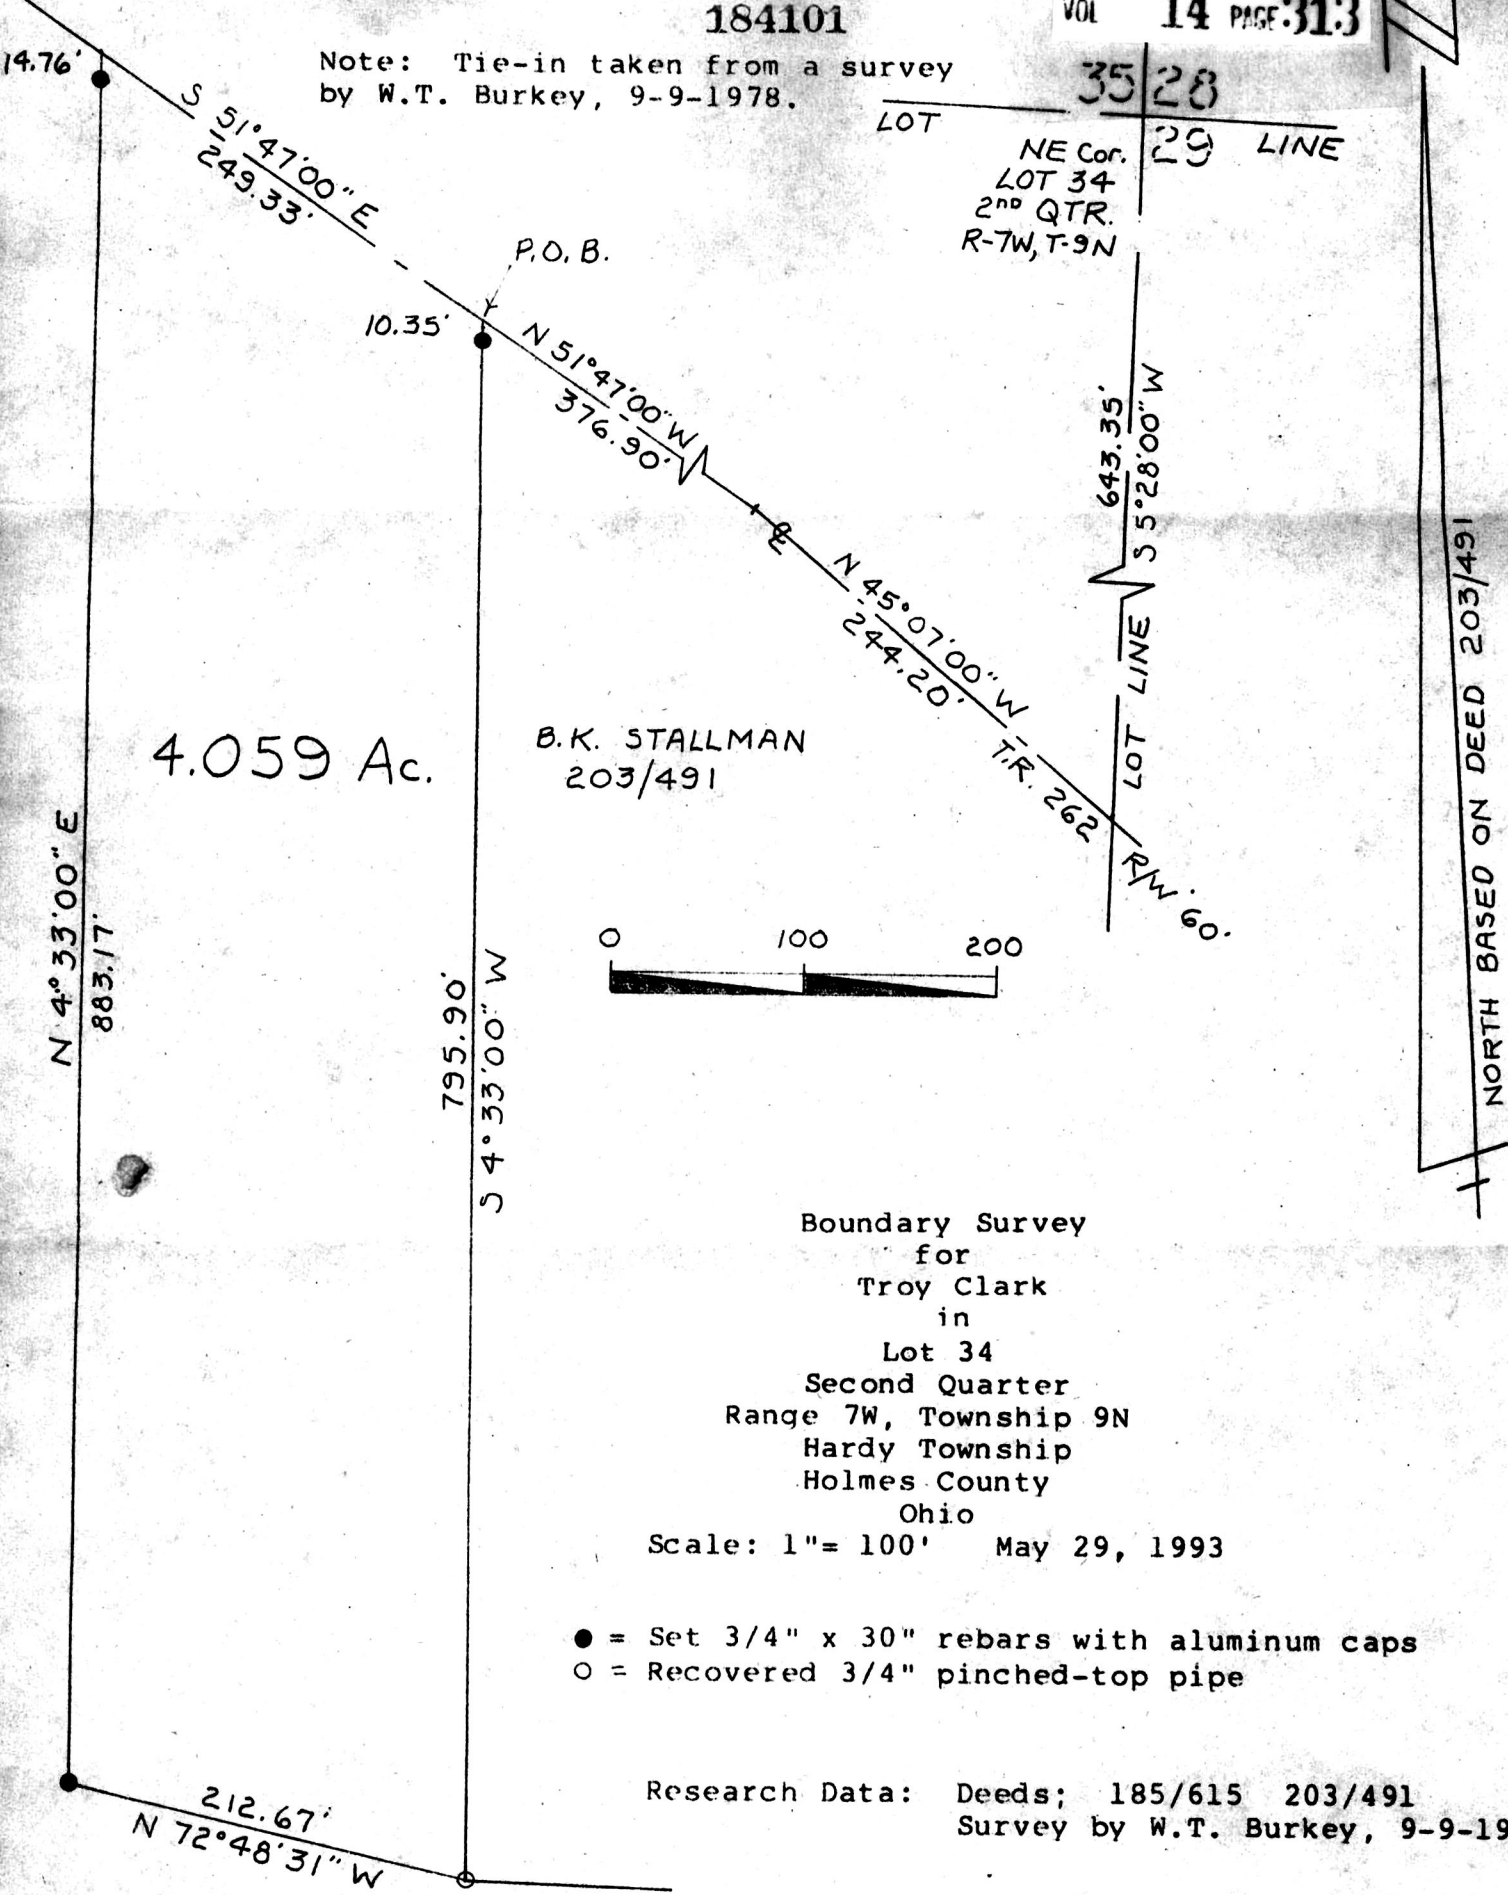 184101
VOL 14 PAGE 313
14.76'
Note: Tie-in taken from a survey
by W.T. Burkey, 9-9-1978.
35 28
LOT
29 LINE
NE Cor.
LOT 34
2ND QTR.
R-7W, T-9N
S 51°47'00" E
249.33'
P.O.B.
10.35'
N 51°47'00" W
376.90'
643.35'
S 5°28'00" W
LOT LINE
N 45°07'00" W
244.20'
T.R. 262 R/W 60'
NORTH BASED ON DEED 203/491
4.059 Ac.
B.K. STALLMAN
203/491
N 4°33'00" E
883.17'
0 100 200
795.90'
S 4°33'00" W
Boundary Survey
for
Troy Clark
in
Lot 34
Second Quarter
Range 7W, Township 9N
Hardy Township
Holmes County
Ohio
Scale: 1"= 100' May 29, 1993
● = Set 3/4" x 30" rebars with aluminum caps
○ = Recovered 3/4" pinched-top pipe
212.67'
N 72°48'31" W
Research Data: Deeds; 185/615 203/491
Survey by W.T. Burkey, 9-9-19